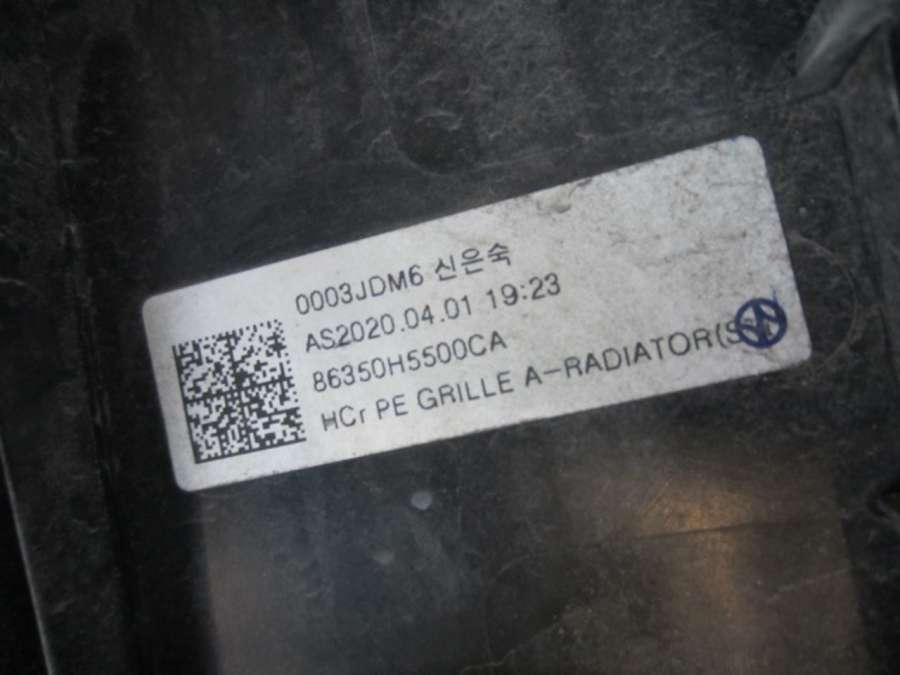 0003JDM6 신은숙
AS2020.04.01 19:23
86350H5500CA
HCr PE GRILLE A-RADIATOR(